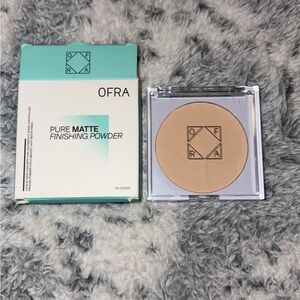 O F
R A
OFRA
PURE MATTE
FINISHING POWDER
O F
R A